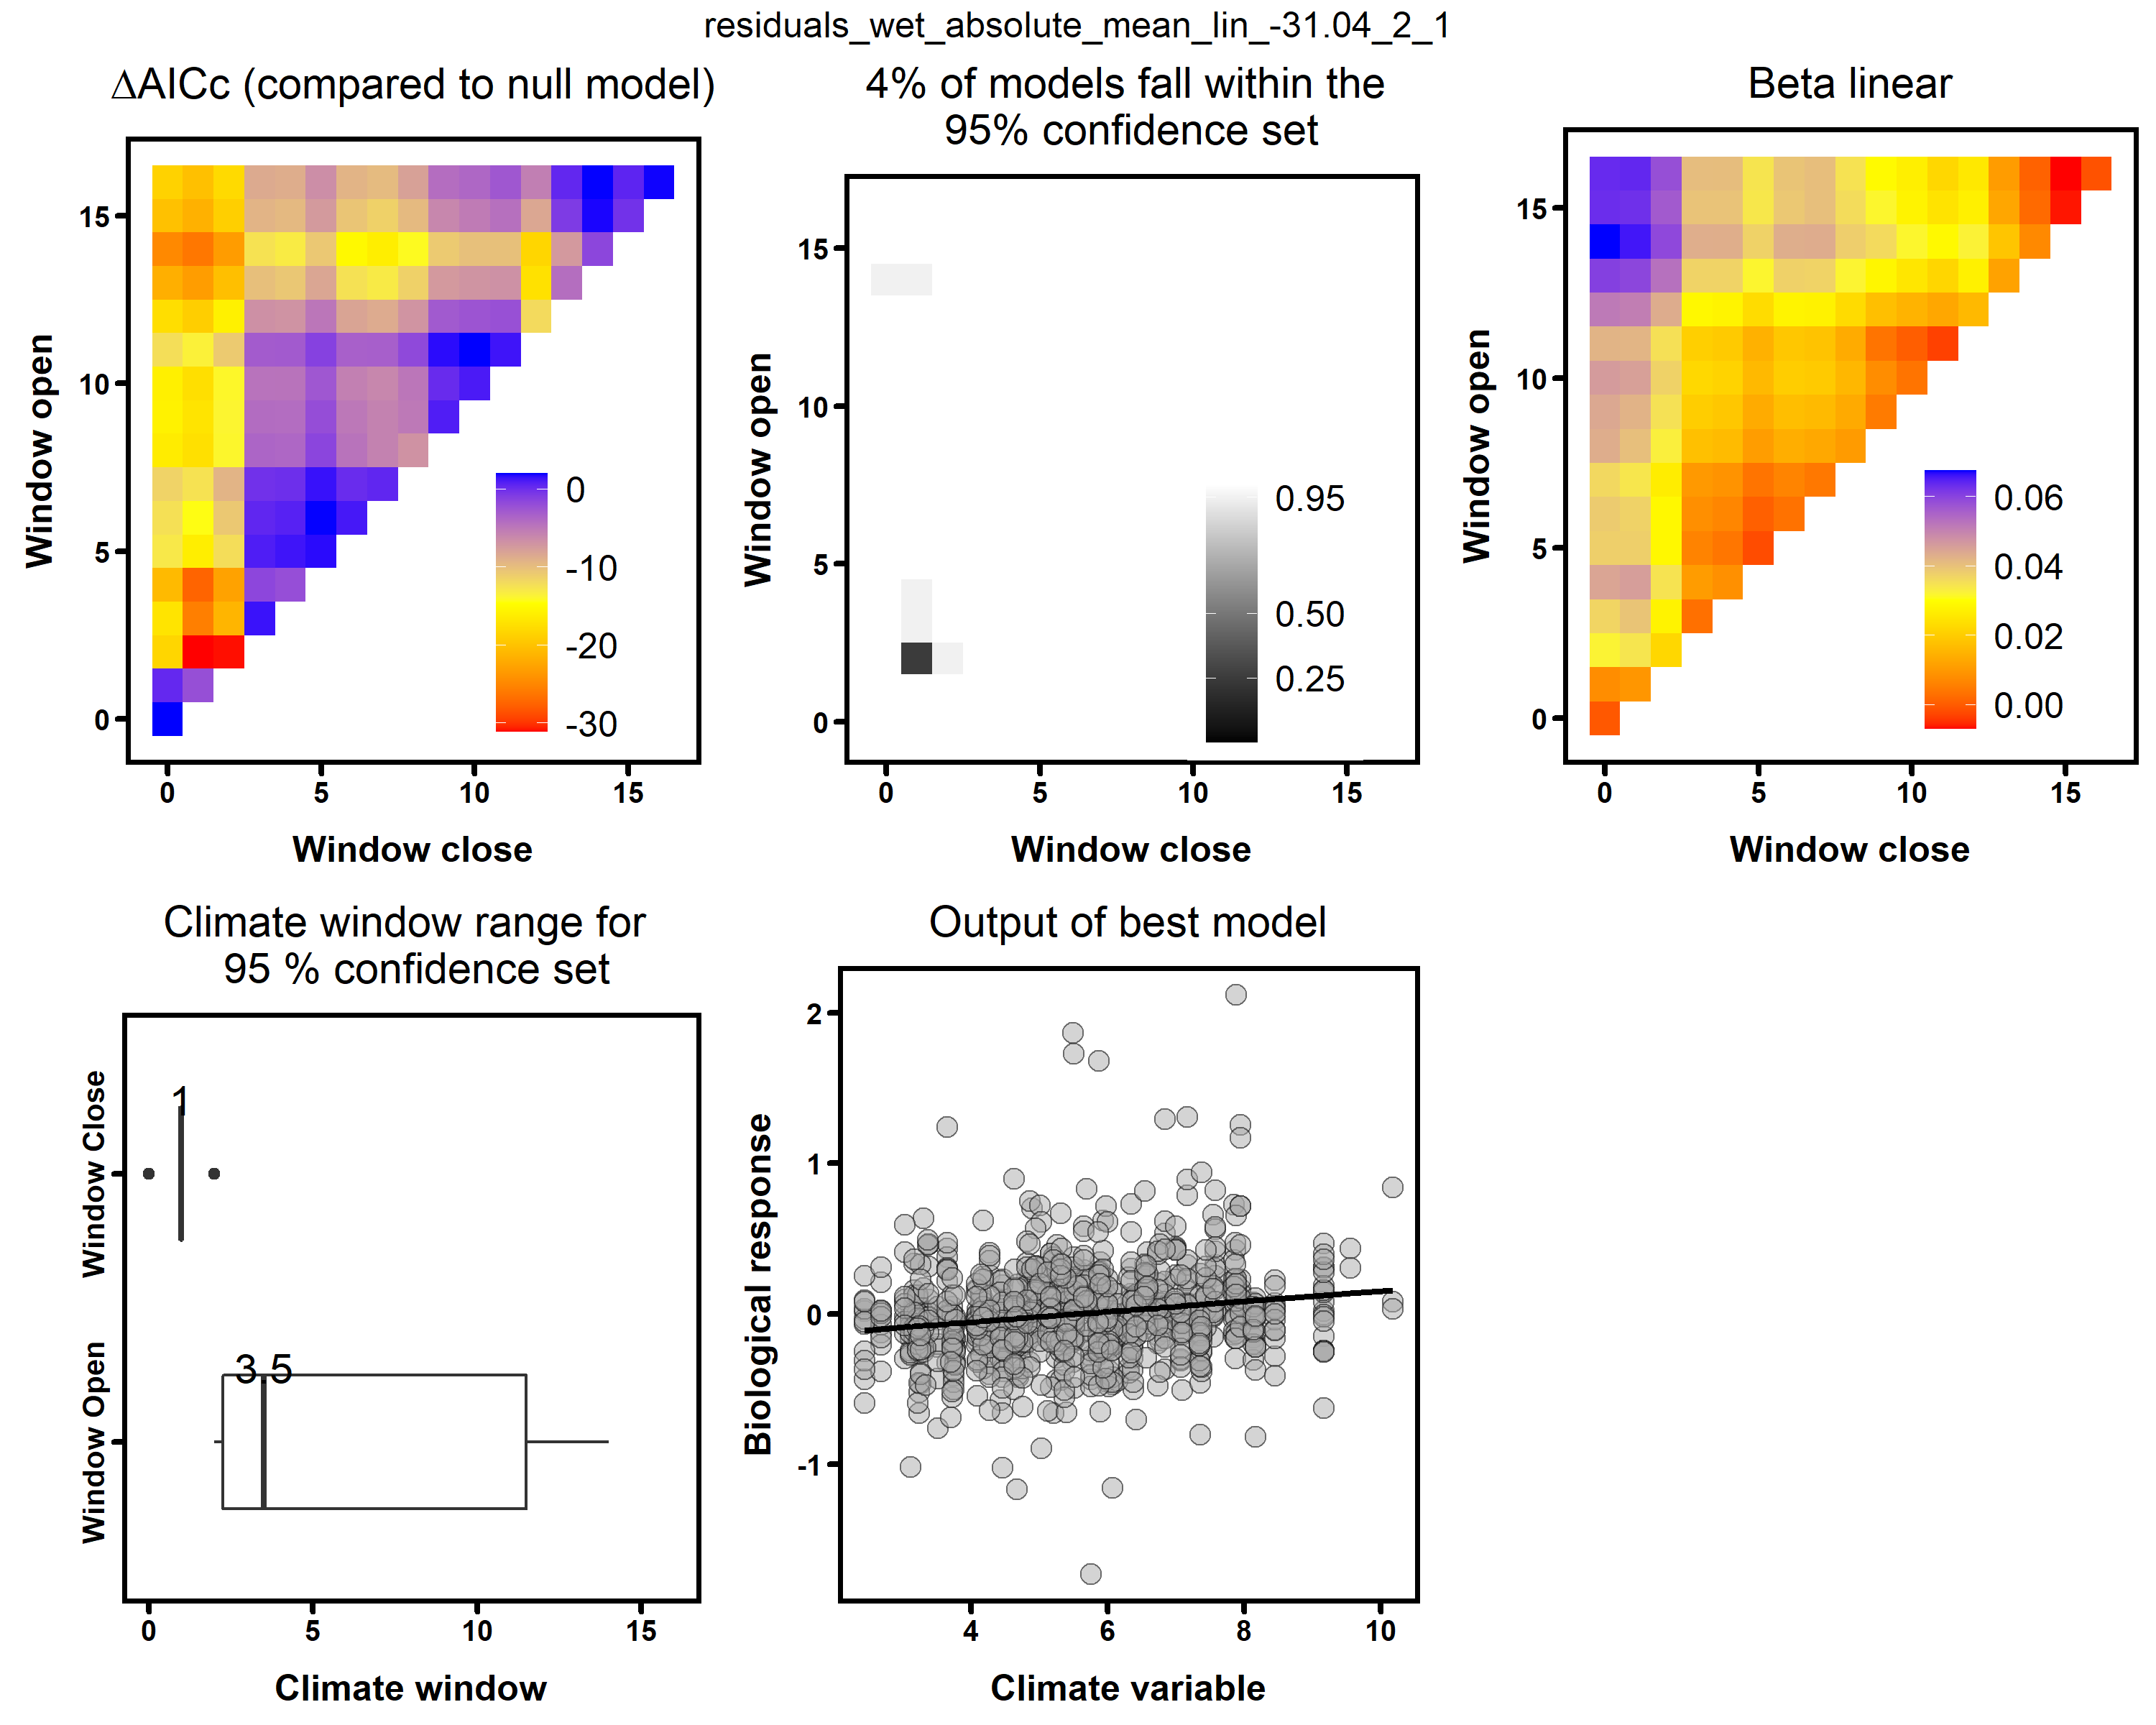 residuals_wet_absolute_mean_lin_-31.04_2_1
ΔAICc (compared to null model)
Window open
15
10
5
0
0
-10
-20
-30
0 5 10 15
Window close
4% of models fall within the
95% confidence set
Window open
15
10
5
0
0.95
0.50
0.25
0 5 10 15
Window close
Beta linear
Window open
15
10
5
0
0.06
0.04
0.02
0.00
0 5 10 15
Window close
Climate window range for
95 % confidence set
Window Close
1
Window Open
3.5
0 5 10 15
Climate window
Output of best model
Biological response
2
1
0
-1
4 6 8 10
Climate variable